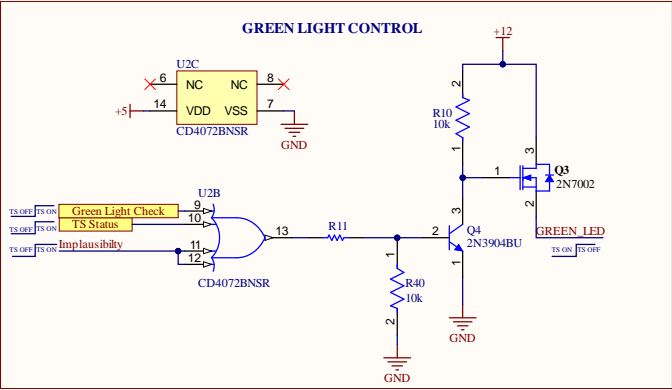 GREEN LIGHT CONTROL
+12
U2C
6 NC NC 8
+5 14 VDD VSS 7
CD4072BNSR
GND
2
R10
10k
1
3
1
Q3
2N7002
2
U2B
TS OFF TS ON Green Light Check 9
TS OFF TS ON TS Status 10
TS OFF TS ON Implausibilty 11
12
13
CD4072BNSR
R11
1
R40
10k
2
GND
2
3
Q4
2N3904BU
1
GND
GREEN_LED
TS ON TS OFF